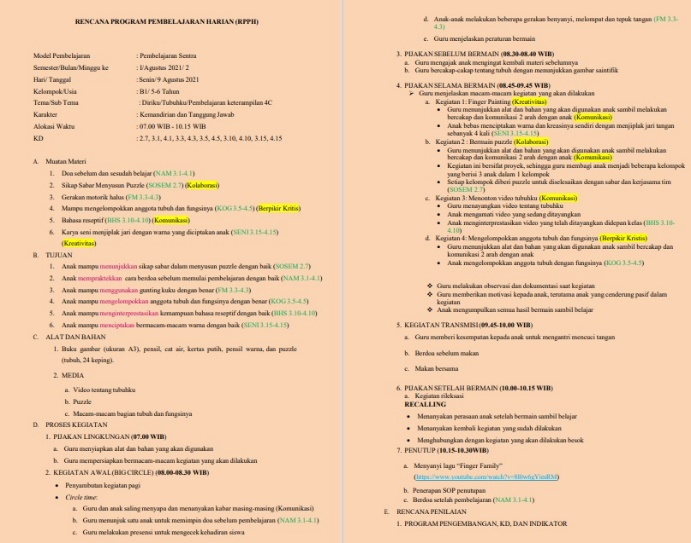 RENCANA PROGRAM PEMBELAJARAN HARIAN (RPPH)
Model Pembelajaran : Pembelajaran Sentra
Semester/Bulan/Minggu ke : I/Agustus 2021/ 2
Hari/ Tanggal : Senin/9 Agustus 2021
Kelompok/Usia : B1/ 5-6 Tahun
Tema/Sub Tema : Diriku/Tubuhku/Pembelajaran keterampilan 4C
Karakter : Kemandirian dan Tanggung Jawab
Alokasi Waktu : 07.00 WIB - 10.15 WIB
KD : 2.7, 3.1, 4.1, 3.3, 4.3, 3.5, 4.5, 3.10, 4.10, 3.15, 4.15
A. Muatan Materi
1. Doa sebelum dan sesudah belajar (NAM 3.1-4.1)
2. Sikap Sabar Menyusun Puzzle (SOSEM 2.7) (Kolaborasi)
3. Gerakan motorik halus (FM 3.3-4.3)
4. Mampu mengelompokkan anggota tubuh dan fungsinya (KOG 3.5-4.5) (Berpikir Kritis)
5. Bahasa reseptif (BHS 3.10-4.10) (Komunikasi)
6. Karya seni menjiplak jari dengan warna yang diciptakan anak (SENI 3.15-4.15)
(Kreativitas)
B. TUJUAN
1. Anak mampu menunjukkan sikap sabar dalam menyusun puzzle dengan baik (SOSEM 2.7)
2. Anak mempraktekkan cara berdoa sebelum memulai pembelajaran dengan baik (NAM 3.1-4.1)
3. Anak mampu menggunakan gunting kuku dengan benar (FM 3.3-4.3)
4. Anak mampu mengelompokkan anggota tubuh dan fungsinya dengan benar (KOG 3.5-4.5)
5. Anak mampu menginterprestasikan kemampuan bahasa reseptif dengan baik (BHS 3.10-4.10)
6. Anak mampu menciptakan bermacam-macam warna dengan baik (SENI 3.15-4.15)
C. ALAT DAN BAHAN
1. Buku gambar (ukuran A3), pensil, cat air, kertas putih, pensil warna, dan puzzle
(tubuh, 24 keping).
2. MEDIA
a. Video tentang tubuhku
b. Puzzle
c. Macam-macam bagian tubuh dan fungsinya
D. PROSES KEGIATAN
1. PIJAKAN LINGKUNGAN (07.00 WIB)
a. Guru menyiapkan alat dan bahan yang akan digunakan
b. Guru mempersiapkan bermacam-macam kegiatan yang akan dilakukan
2. KEGIATAN AWAL (BIG CIRCLE) (08.00-08.30 WIB)
• Penyambutan kegiatan pagi
• Circle time:
a. Guru dan anak saling menyapa dan menanyakan kabar masing-masing (Komunikasi)
b. Guru menunjuk satu anak untuk memimpin doa sebelum pembelajaran (NAM 3.1-4.1)
c. Guru melakukan presensi untuk mengecek kehadiran siswa
d. Anak-anak melakukan beberapa gerakan bernyanyi, melompat dan tepuk tangan (FM 3.3-
4.3)
e. Guru menjelaskan peraturan bermain
3. PIJAKAN SEBELUM BERMAIN (08.30-08.40 WIB)
a. Guru mengajak anak mengingat kembali materi sebelumnya
b. Guru bercakap-cakap tentang tubuh dengan menunjukkan gambar saintifik
4. PIJAKAN SELAMA BERMAIN (08.45-09.45 WIB)
➢ Guru menjelaskan macam-macam kegiatan yang akan dilakukan
a. Kegiatan 1: Finger Painting (Kreativitas)
• Guru menunjukkan alat dan bahan yang akan digunakan anak sambil melakukan
bercakap dan komunikasi 2 arah dengan anak (Komunikasi)
• Anak bebas menciptakan warna dan kreasinya sendiri dengan menjiplak jari tangan
sebanyak 4 kali (SENI 3.15-4.15)
b. Kegiatan 2 : Bermain puzzle (Kolaborasi)
• Guru menunjukkan alat dan bahan yang akan digunakan anak sambil melakukan
bercakap dan komunikasi 2 arah dengan anak (Komunikasi)
• Kegiatan ini bersifat proyek, sehingga guru membagi anak menjadi beberapa kelompok
yang berisi 3 anak dalam 1 kelompok
• Setiap kelompok diberi puzzle untuk diselesaikan dengan sabar dan kerjasama tim
(SOSEM 2.7)
c. Kegiatan 3: Menonton video tubuhku (Komunikasi)
• Guru menayangkan video tentang tubuhku
• Anak mengamati video yang sedang ditayangkan
• Anak menginterprestasikan video yang telah ditayangkan didepan kelas (BHS 3.10-
4.10)
d. Kegiatan 4: Mengelompokkan anggota tubuh dan fungsinya (Berpikir Kristis)
• Guru menunjukkan alat dan bahan yang akan digunakan anak sambil bercakap dan
komunikasi 2 arah dengan anak
• Anak mengelompokkan anggota tubuh dengan fungsinya (KOG 3.5-4.5)
❖ Guru melakukan observasi dan dokumentasi saat kegiatan
❖ Guru memberikan motivasi kepada anak, terutama anak yang cenderung pasif dalam
kegiatan
❖ Anak mengumpulkan semua hasil bermain sambil belajar
5. KEGIATAN TRANSMISI (09.45-10.00 WIB)
a. Guru memberi kesempatan kepada anak untuk mengantri mencuci tangan
b. Berdoa sebelum makan
c. Makan bersama
6. PIJAKAN SETELAH BERMAIN (10.00-10.15 WIB)
a. Kegiatan rileksasi
RECALLING
• Menanyakan perasaan anak setelah bermain sambil belajar
• Menanyakan kembali kegiatan yang sudah dilakukan
• Menghubungkan dengan kegiatan yang akan dilakukan besok
7. PENUTUP (10.15-10.30WIB)
a. Menyanyi lagu “Finger Family”
b. Penerapan SOP penutupan
c. Berdoa setelah pembelajaran (NAM 3.1-4.1)
E. RENCANA PENILAIAN
1. PROGRAM PENGEMBANGAN, KD, DAN INDIKATOR